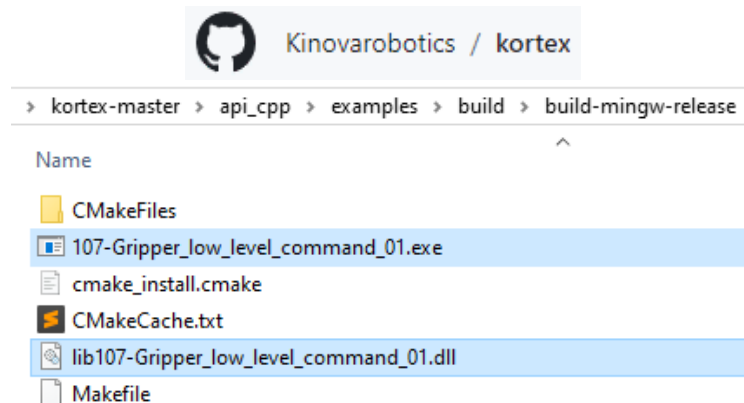 Kinovarobotics / kortex
> kortex-master > api_cpp > examples > build > build-mingw-release
Name
CMakeFiles
107-Gripper_low_level_command_01.exe
cmake_install.cmake
CMakeCache.txt
lib107-Gripper_low_level_command_01.dll
Makefile